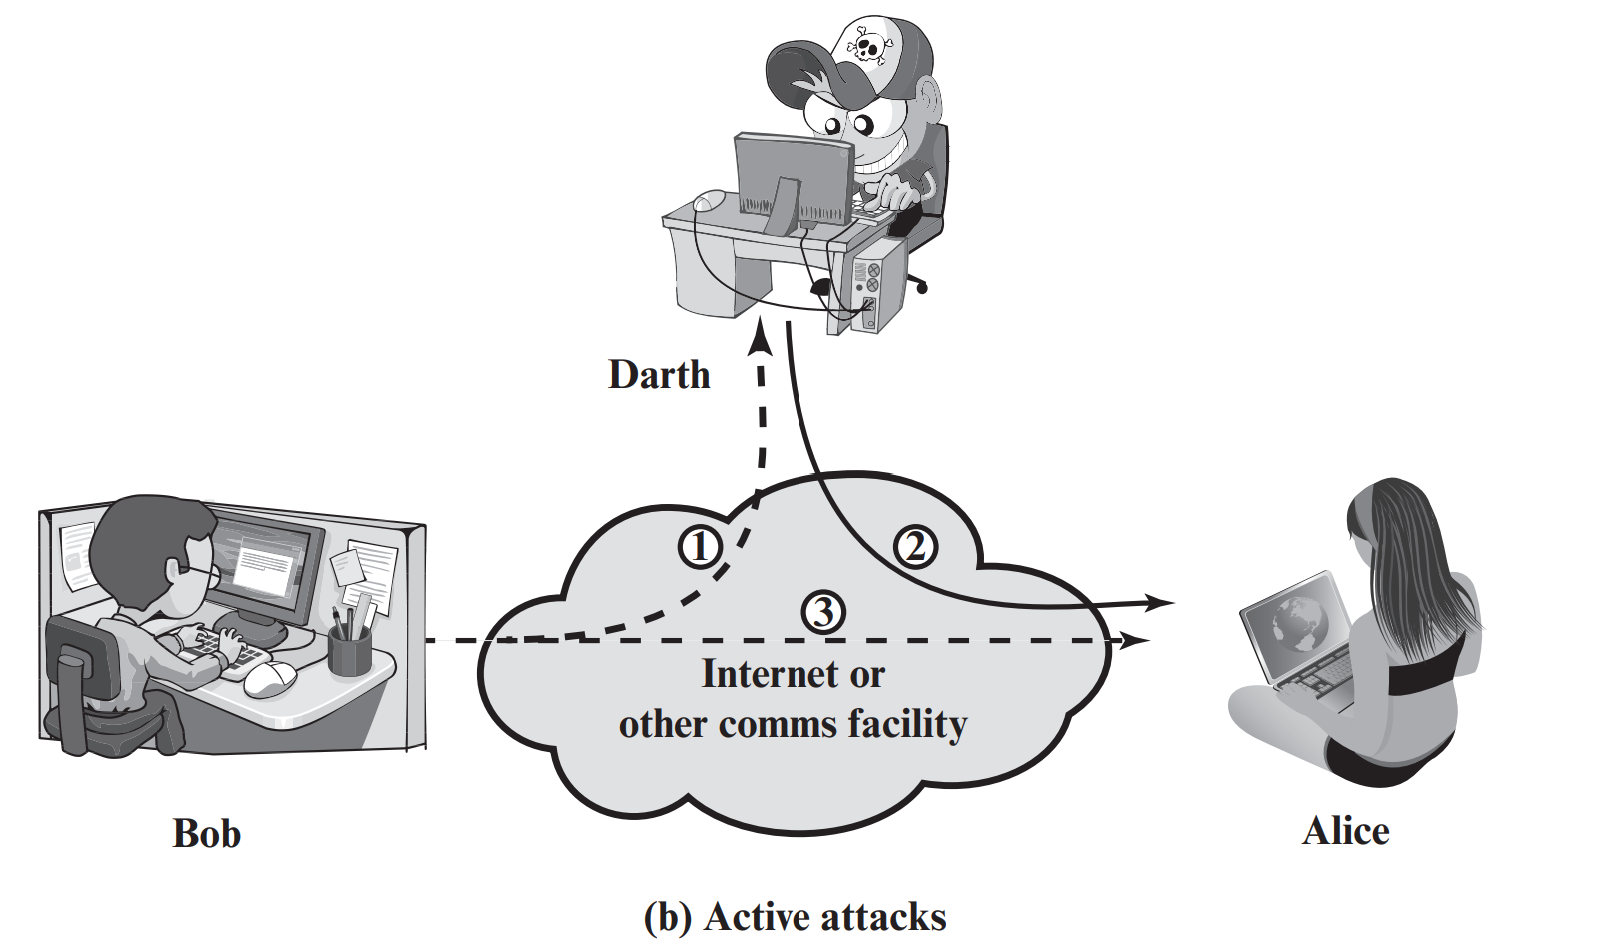 Darth
1
2
3
Internet or
other comms facility
Bob
Alice
(b) Active attacks